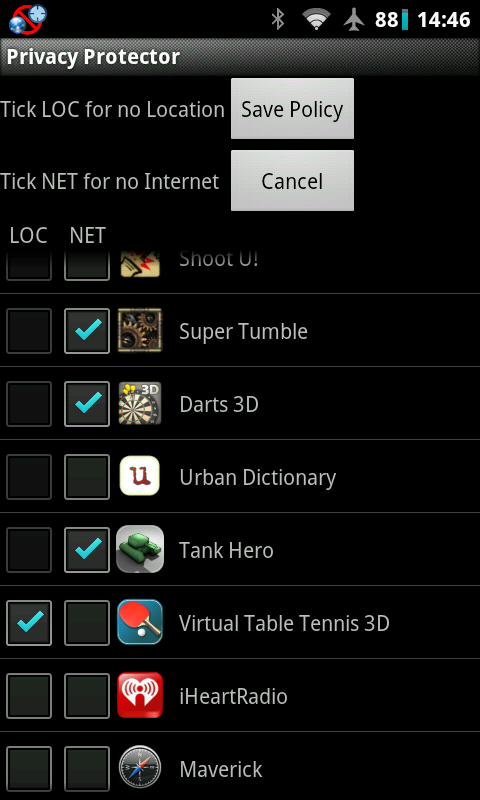 88 14:46
Privacy Protector
Tick LOC for no Location Save Policy
Tick NET for no Internet Cancel
LOC NET
Shoot U!
Super Tumble
3D Darts 3D
u Urban Dictionary
Tank Hero
Virtual Table Tennis 3D
iHeartRadio
Maverick